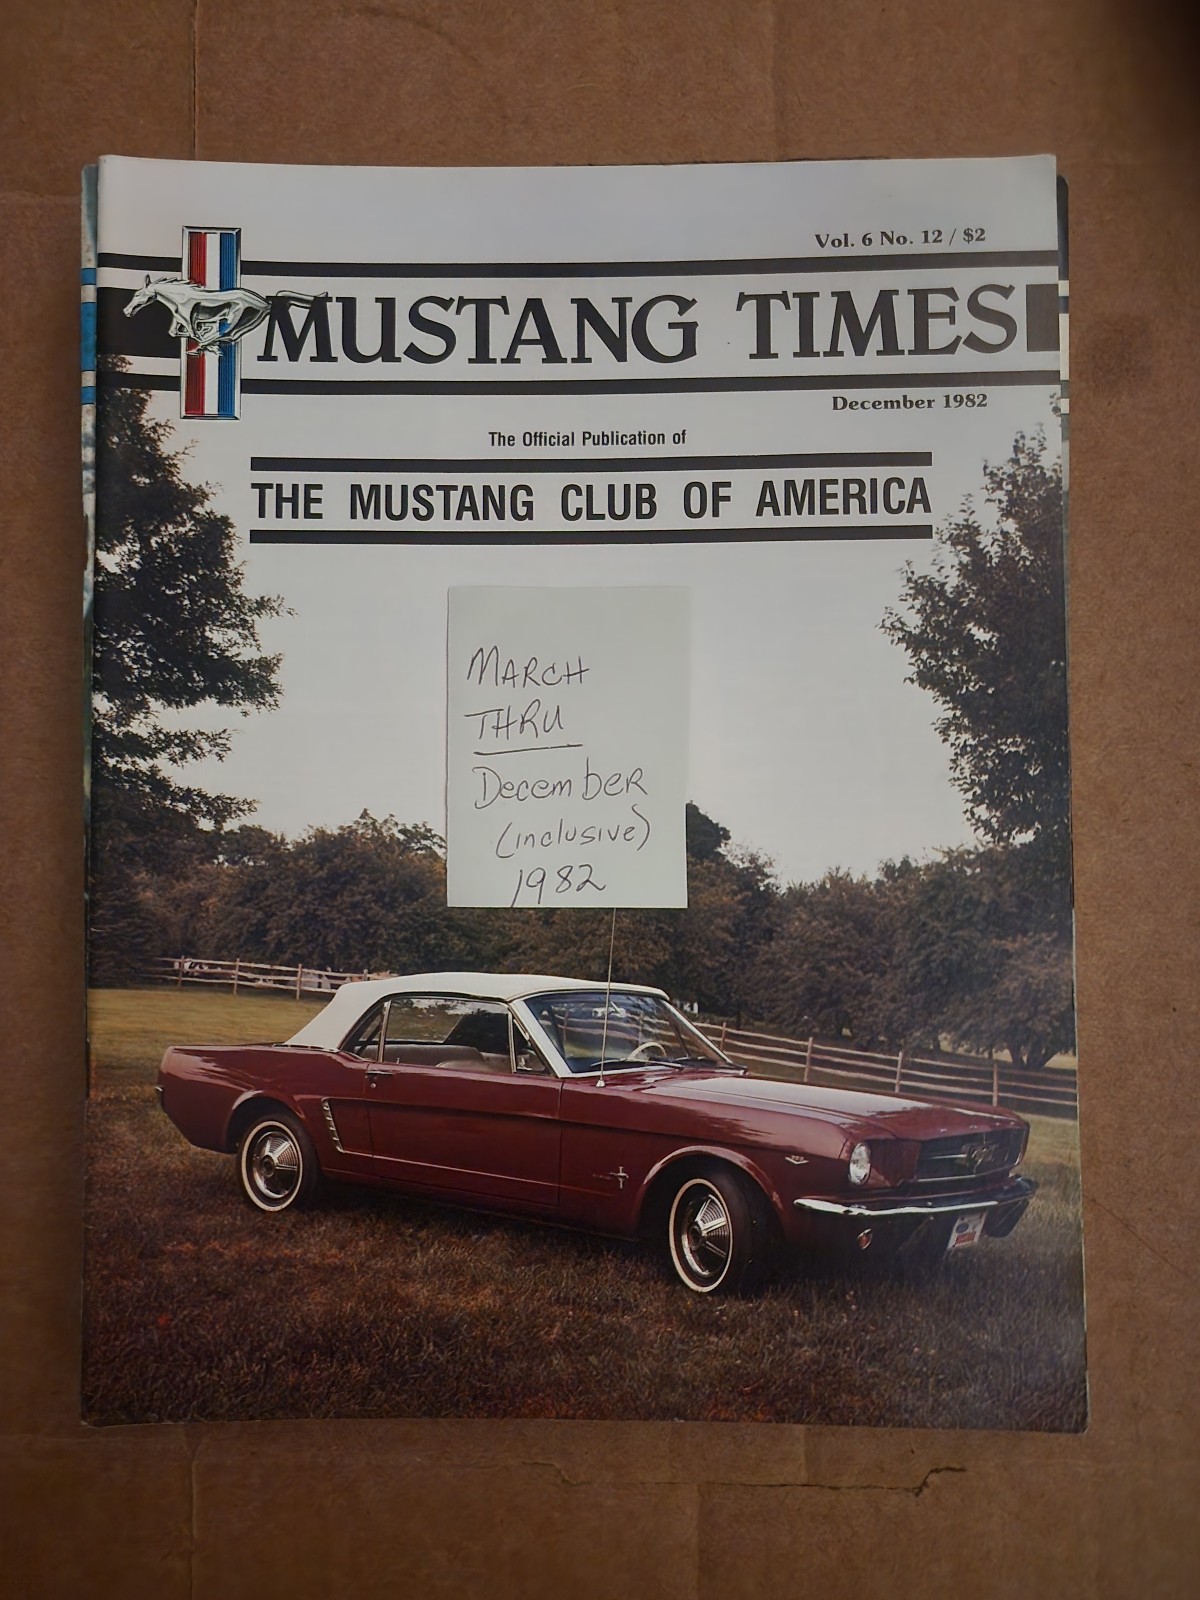 Vol. 6 No. 12 / $2
MUSTANG TIMES
December 1982
The Official Publication of
THE MUSTANG CLUB OF AMERICA
MARCH
THRU
December
(inclusive)
1982